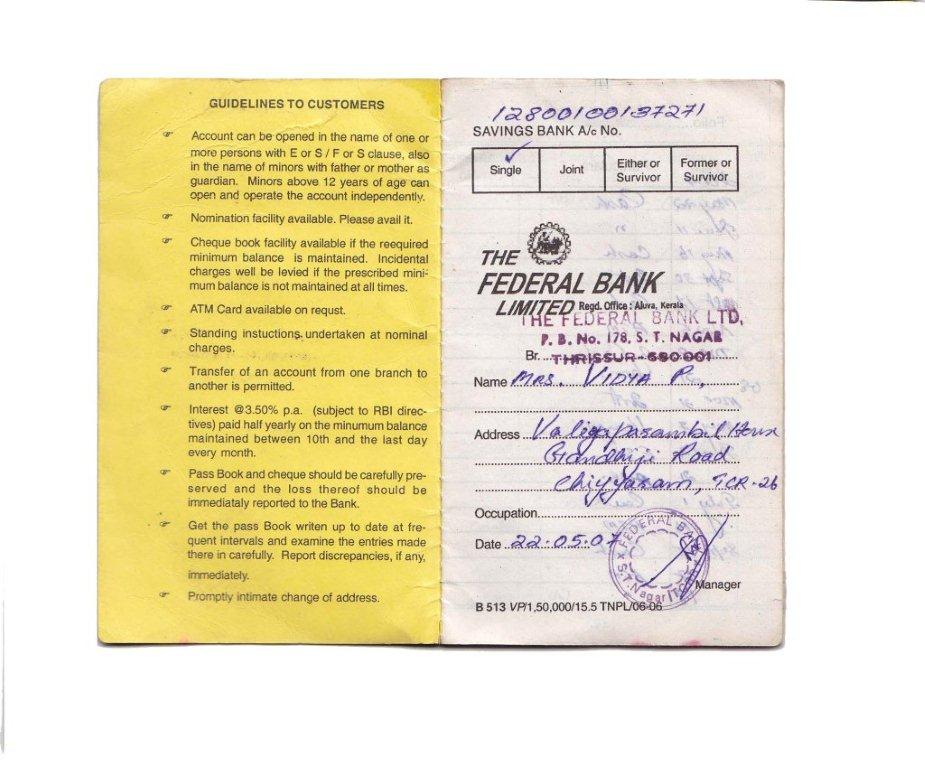 GUIDELINES TO CUSTOMERS
Account can be opened in the name of one or
more persons with E or S / F or S clause, also
in the name of minors with father or mother as
guardian. Minors above 12 years of age can
open and operate the account independently.
Nomination facility available. Please avail it.
Cheque book facility available if the reequired
minimum balance is maintained. Incidental
charges well be levied if the prescribed mini-
mum balance is not maintained at all times.
ATM Card available on requst.
Standing instuctions undertaken at nominal
charges.
Transfer of an account from one branch to
another is permitted.
Interest @3.50% p.a. (subject to RBI direc-
tives) paid half yearly on the minumum balance
maintained between 10th and the last day
every month.
Pass Book and cheque should be carefully pre-
served and the loss thereof should be
immediataly reported to the Bank.
Get the pass Book writen up to date at fre-
quent intervals and examine the entries made
there in carefully. Report discrepancies, if any,
immediately.
Promptly intimate change of address.
12800100137271
SAVINGS BANK A/c No.
Single Joint Either or Survivor Former or Survivor
THE
FEDERAL BANK
LIMITED Regd. Office : Aluva, Kerala
THE FEDERAL BANK LTD,
P. B. No. 178, S. T. NAGAR
Br. THRISSUR-680 001
Name Mrs. VIDYA P.,
Address House
Gandhiji Road
Chiyyaram, TCR-26
Occupation
Date 22.05.07
FEDERAL BANK
S.T. Nagar
Manager
B 513 VP/1,50,000/15.5 TNPL/06-06